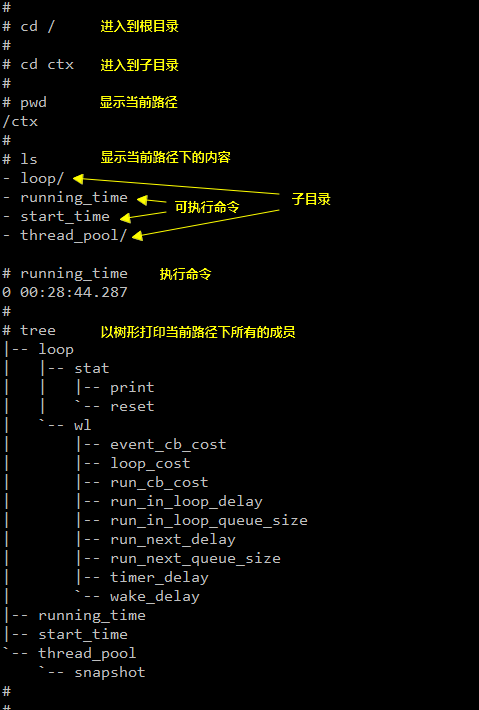 #
# cd / 进入到根目录
#
# cd ctx 进入到子目录
#
# pwd 显示当前路径
/ctx
#
# ls 显示当前路径下的内容
- loop/
- running_time 可执行命令 子目录
- start_time
- thread_pool/
# running_time 执行命令
0 00:28:44.287
#
# tree 以树形打印当前路径下所有的成员
|-- loop
|   |-- stat
|   |   |-- print
|   |   `-- reset
|   `-- wl
|       |-- event_cb_cost
|       |-- loop_cost
|       |-- run_cb_cost
|       |-- run_in_loop_delay
|       |-- run_in_loop_queue_size
|       |-- run_next_delay
|       |-- run_next_queue_size
|       |-- timer_delay
|       `-- wake_delay
|-- running_time
|-- start_time
`-- thread_pool
    `-- snapshot
#
#